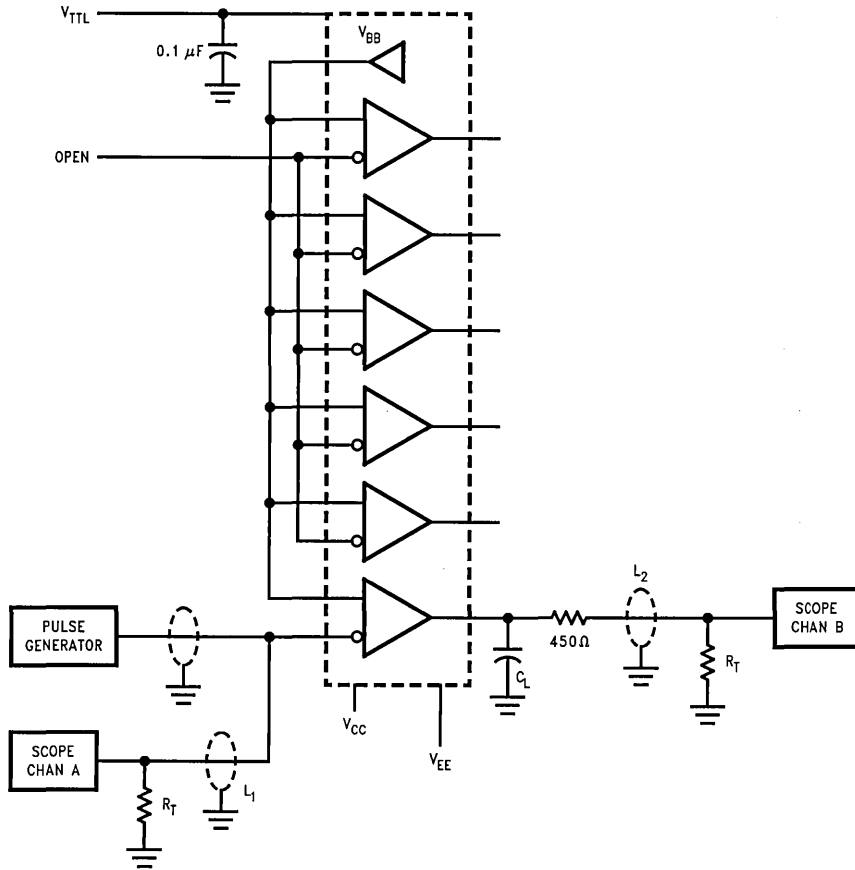 V_TTL
0.1 μF
V_BB
OPEN
PULSE
GENERATOR
SCOPE
CHAN A
R_T
L_1
V_CC
V_EE
C_L
450Ω
L_2
R_T
SCOPE
CHAN B